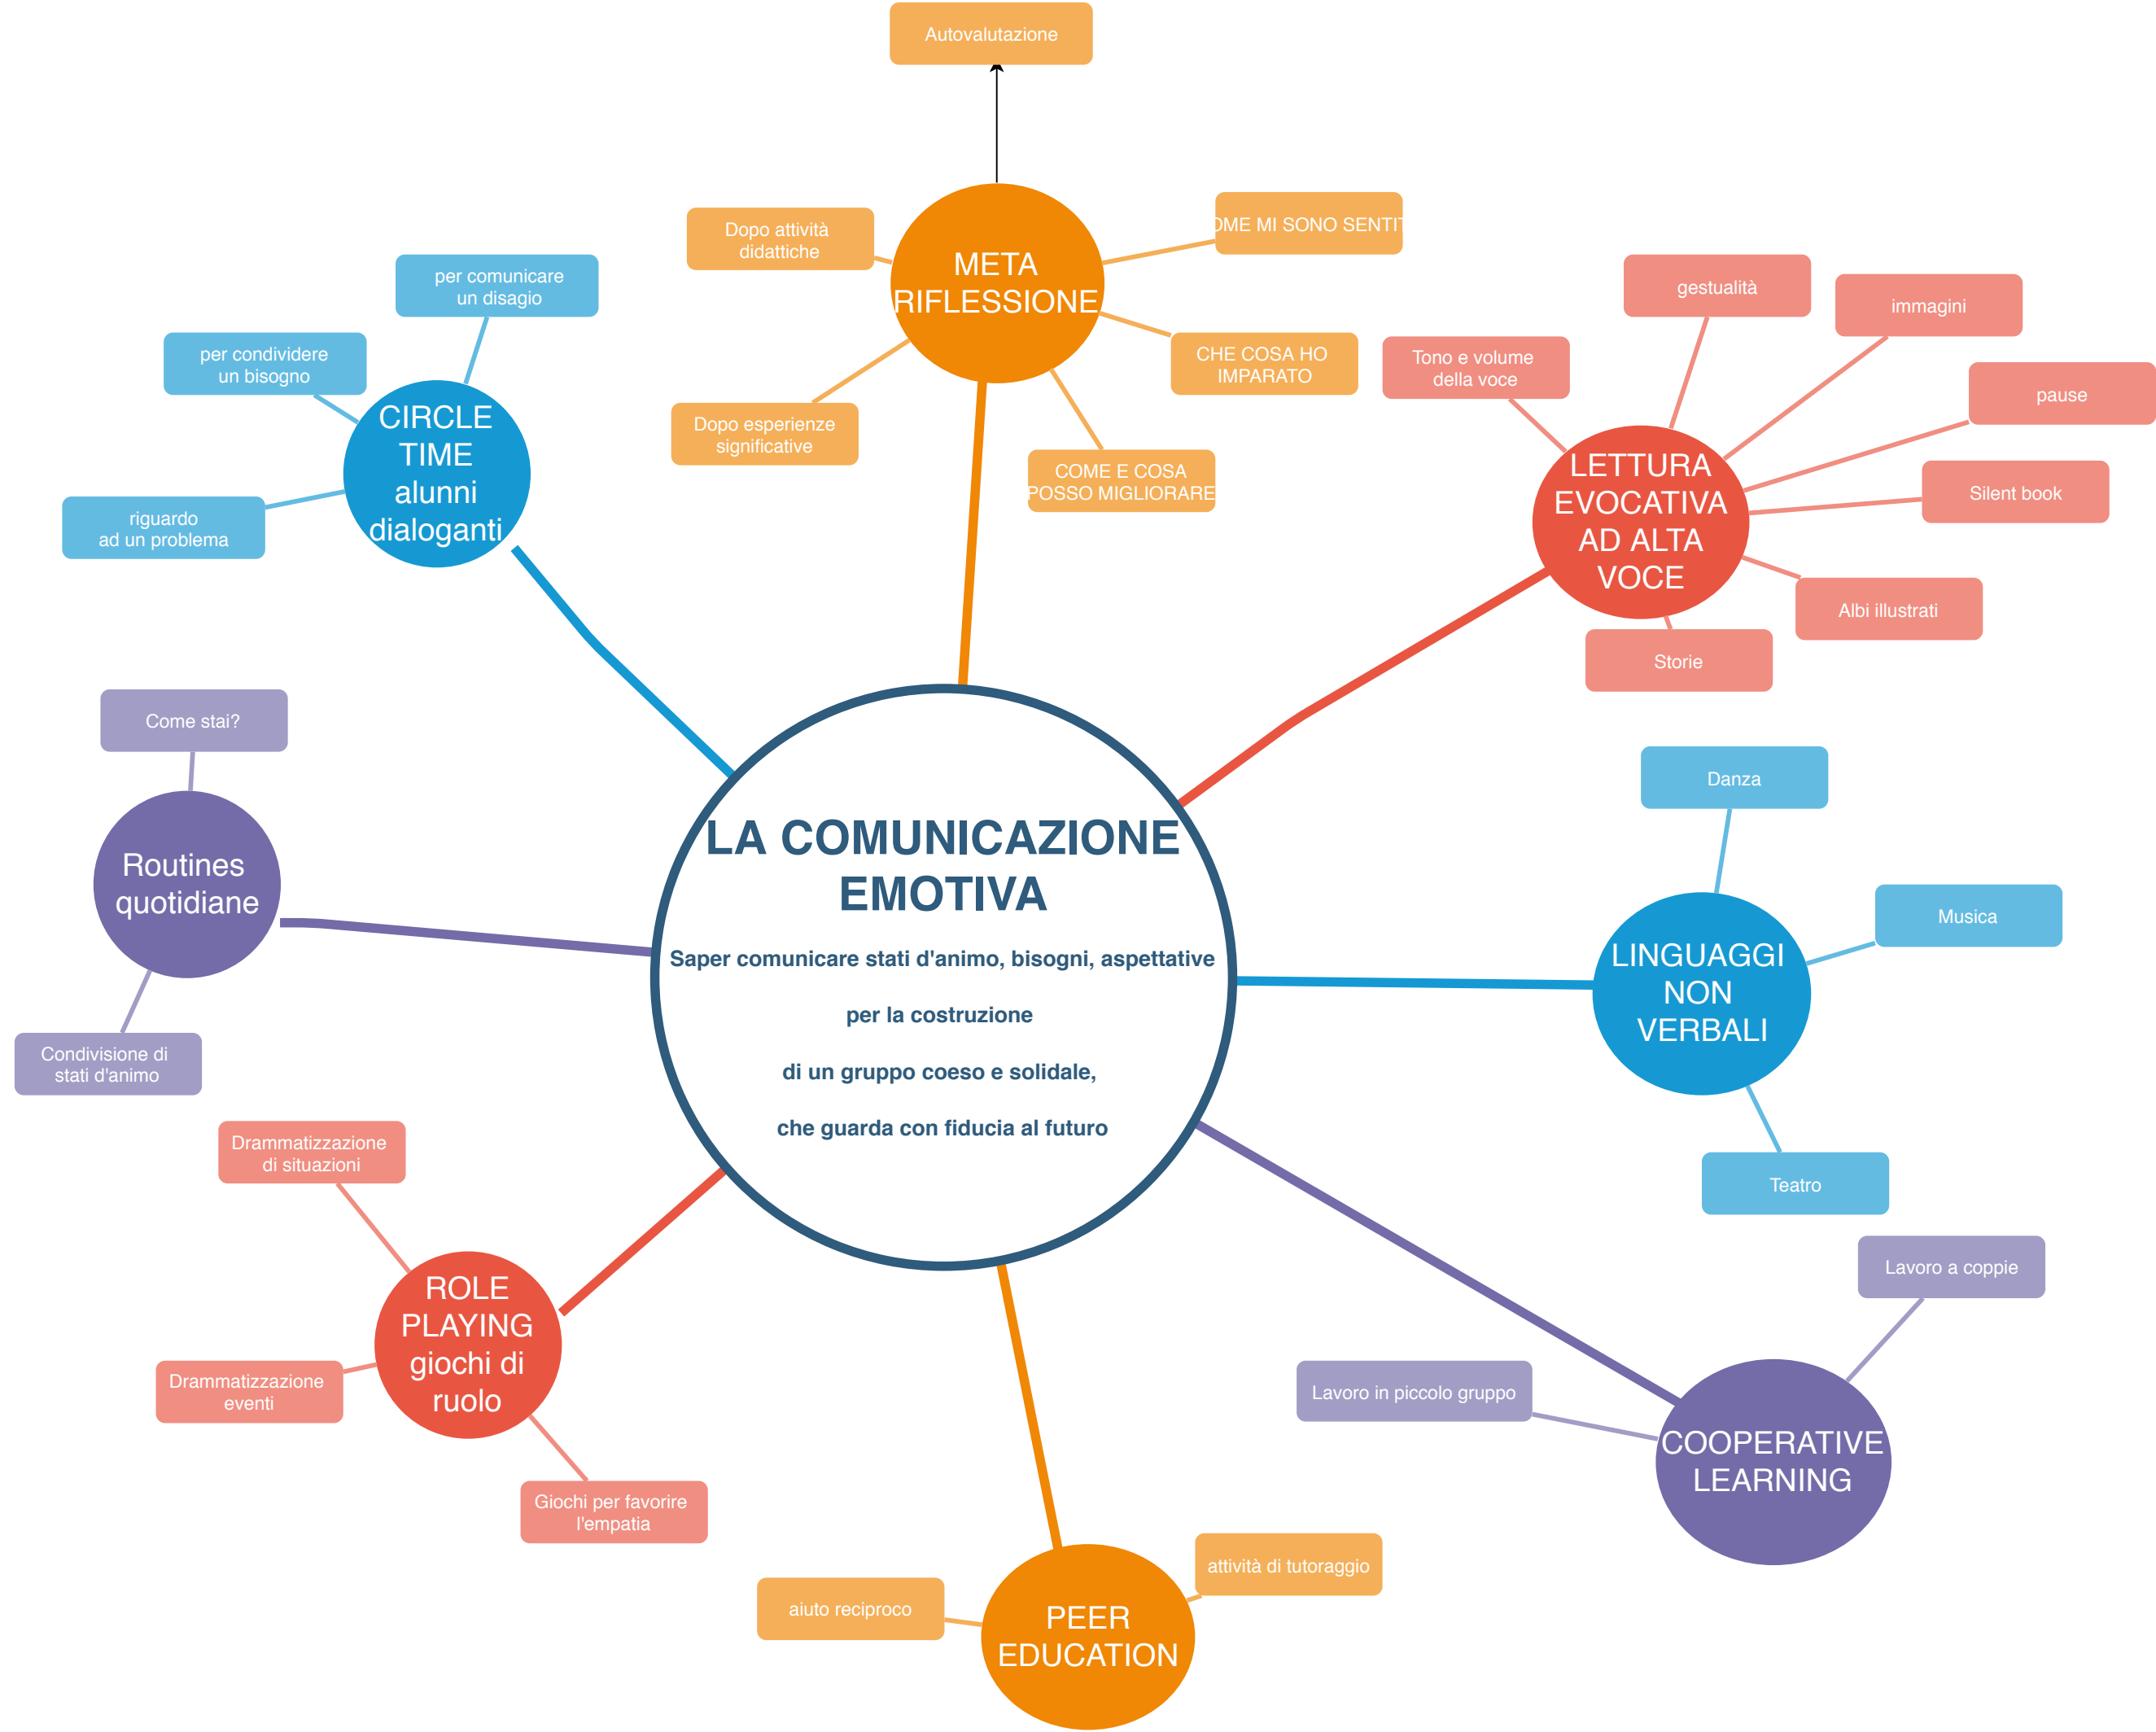 Autovalutazione
Dopo attività
didattiche
OME MI SONO SENTIT
META
RIFLESSIONE
CHE COSA HO
IMPARATO
Dopo esperienze
significative
COME E COSA
POSSO MIGLIORARE
per comunicare
un disagio
per condividere
un bisogno
CIRCLE
TIME
alunni
dialoganti
riguardo
ad un problema
gestualità
immagini
Tono e volume
della voce
pause
LETTURA
EVOCATIVA
AD ALTA
VOCE
Silent book
Albi illustrati
Storie
Come stai?
Routines
quotidiane
Condivisione di
stati d'animo
LA COMUNICAZIONE
EMOTIVA
Saper comunicare stati d'animo, bisogni, aspettative
per la costruzione
di un gruppo coeso e solidale,
che guarda con fiducia al futuro
Danza
Musica
LINGUAGGI
NON
VERBALI
Teatro
Drammatizzazione
di situazioni
ROLE
PLAYING
giochi di
ruolo
Drammatizzazione
eventi
Giochi per favorire
l'empatia
Lavoro a coppie
Lavoro in piccolo gruppo
COOPERATIVE
LEARNING
attività di tutoraggio
aiuto reciproco
PEER
EDUCATION